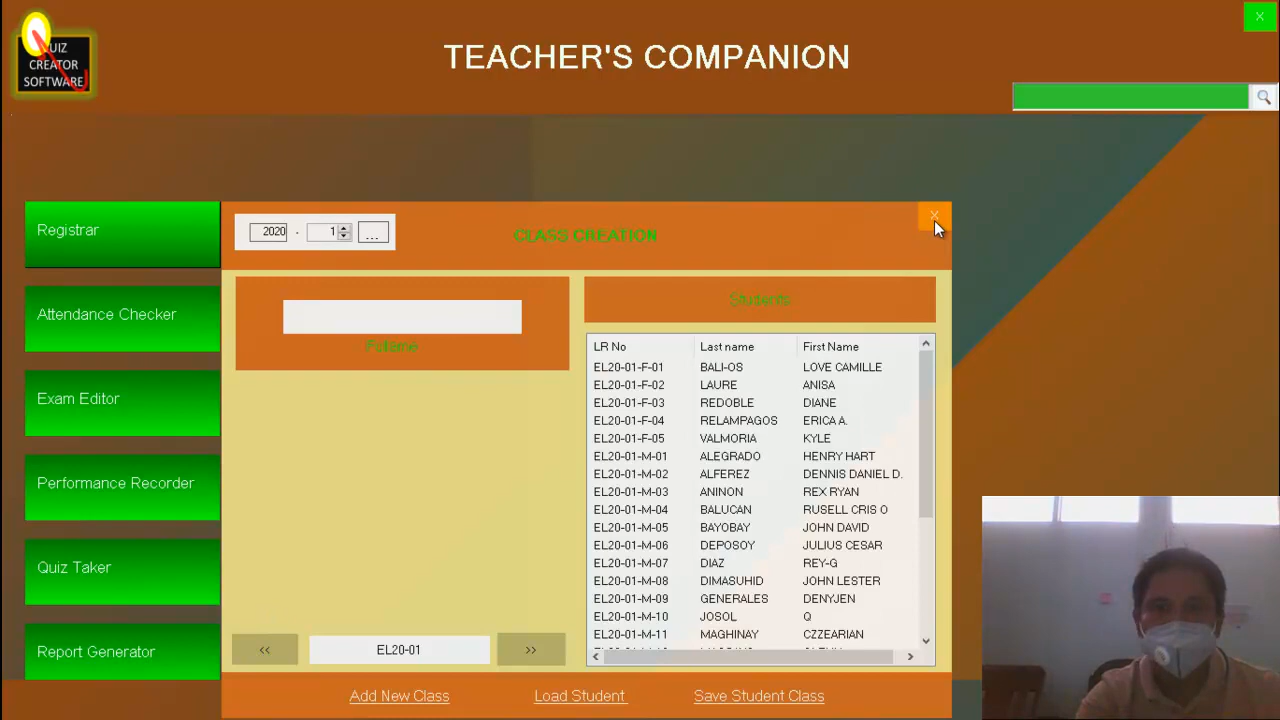 X
QUIZ
CREATOR
SOFTWARE
TEACHER'S COMPANION
Registrar
Attendance Checker
Exam Editor
Performance Recorder
Quiz Taker
Report Generator
2020 - 1 ...
CLASS CREATION
X
Fullame
Students
LR No Last name First Name
EL20-01-F-01 BALI-OS LOVE CAMILLE
EL20-01-F-02 LAURE ANISA
EL20-01-F-03 REDOBLE DIANE
EL20-01-F-04 RELAMPAGOS ERICA A.
EL20-01-F-05 VALMORIA KYLE
EL20-01-M-01 ALEGRADO HENRY HART
EL20-01-M-02 ALFEREZ DENNIS DANIEL D.
EL20-01-M-03 ANINON REX RYAN
EL20-01-M-04 BALUCAN RUSELL CRIS O
EL20-01-M-05 BAYOBAY JOHN DAVID
EL20-01-M-06 DEPOSOY JULIUS CESAR
EL20-01-M-07 DIAZ REY-G
EL20-01-M-08 DIMASUHID JOHN LESTER
EL20-01-M-09 GENERALES DENYJEN
EL20-01-M-10 JOSOL Q
EL20-01-M-11 MAGHINAY CZZEARIAN
<< EL20-01 >>
Add New Class Load Student Save Student Class